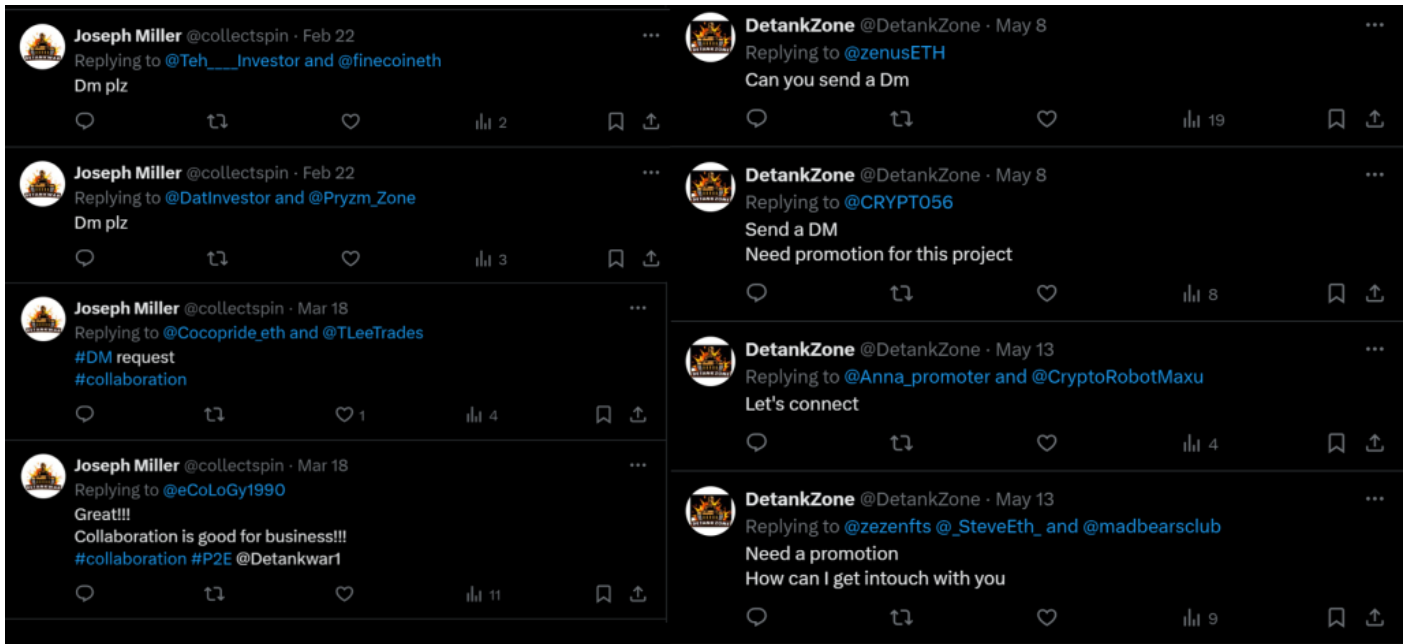 Joseph Miller @collectspin · Feb 22
Replying to @Teh____Investor and @finecoineth
Dm plz
2
Joseph Miller @collectspin · Feb 22
Replying to @DatInvestor and @Pryzm_Zone
Dm plz
3
Joseph Miller @collectspin · Mar 18
Replying to @Cocopride_eth and @TLeeTrades
#DM request
#collaboration
1 4
Joseph Miller @collectspin · Mar 18
Replying to @eCoLoGy1990
Great!!!
Collaboration is good for business!!!
#collaboration #P2E @Detankwar1
11
DetankZone @DetankZone · May 8
Replying to @zenusETH
Can you send a Dm
19
DetankZone @DetankZone · May 8
Replying to @CRYPTO56
Send a DM
Need promotion for this project
8
DetankZone @DetankZone · May 13
Replying to @Anna_promoter and @CryptoRobotMaxu
Let's connect
4
DetankZone @DetankZone · May 13
Replying to @zezenfts @_SteveEth_ and @madbearsclub
Need a promotion
How can I get intouch with you
9